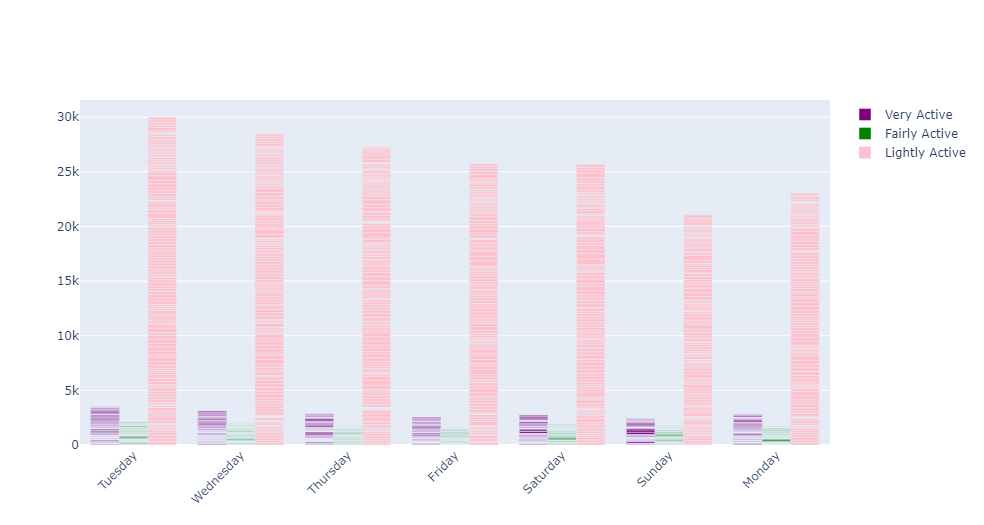 30k
25k
20k
15k
10k
5k
0
Tuesday
Wednesday
Thursday
Friday
Saturday
Sunday
Monday
Very Active
Fairly Active
Lightly Active